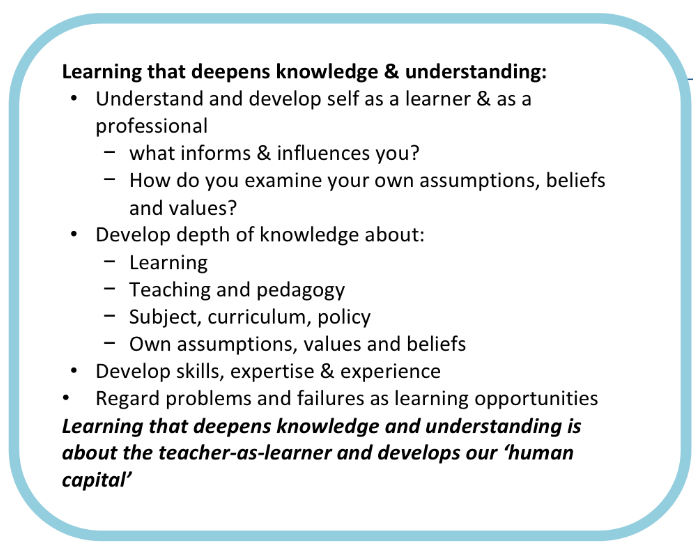 Learning that deepens knowledge & understanding:
• Understand and develop self as a learner & as a
professional
– what informs & influences you?
– How do you examine your own assumptions, beliefs
and values?
• Develop depth of knowledge about:
– Learning
– Teaching and pedagogy
– Subject, curriculum, policy
– Own assumptions, values and beliefs
• Develop skills, expertise & experience
• Regard problems and failures as learning opportunities
Learning that deepens knowledge and understanding is
about the teacher-as-learner and develops our ‘human
capital’